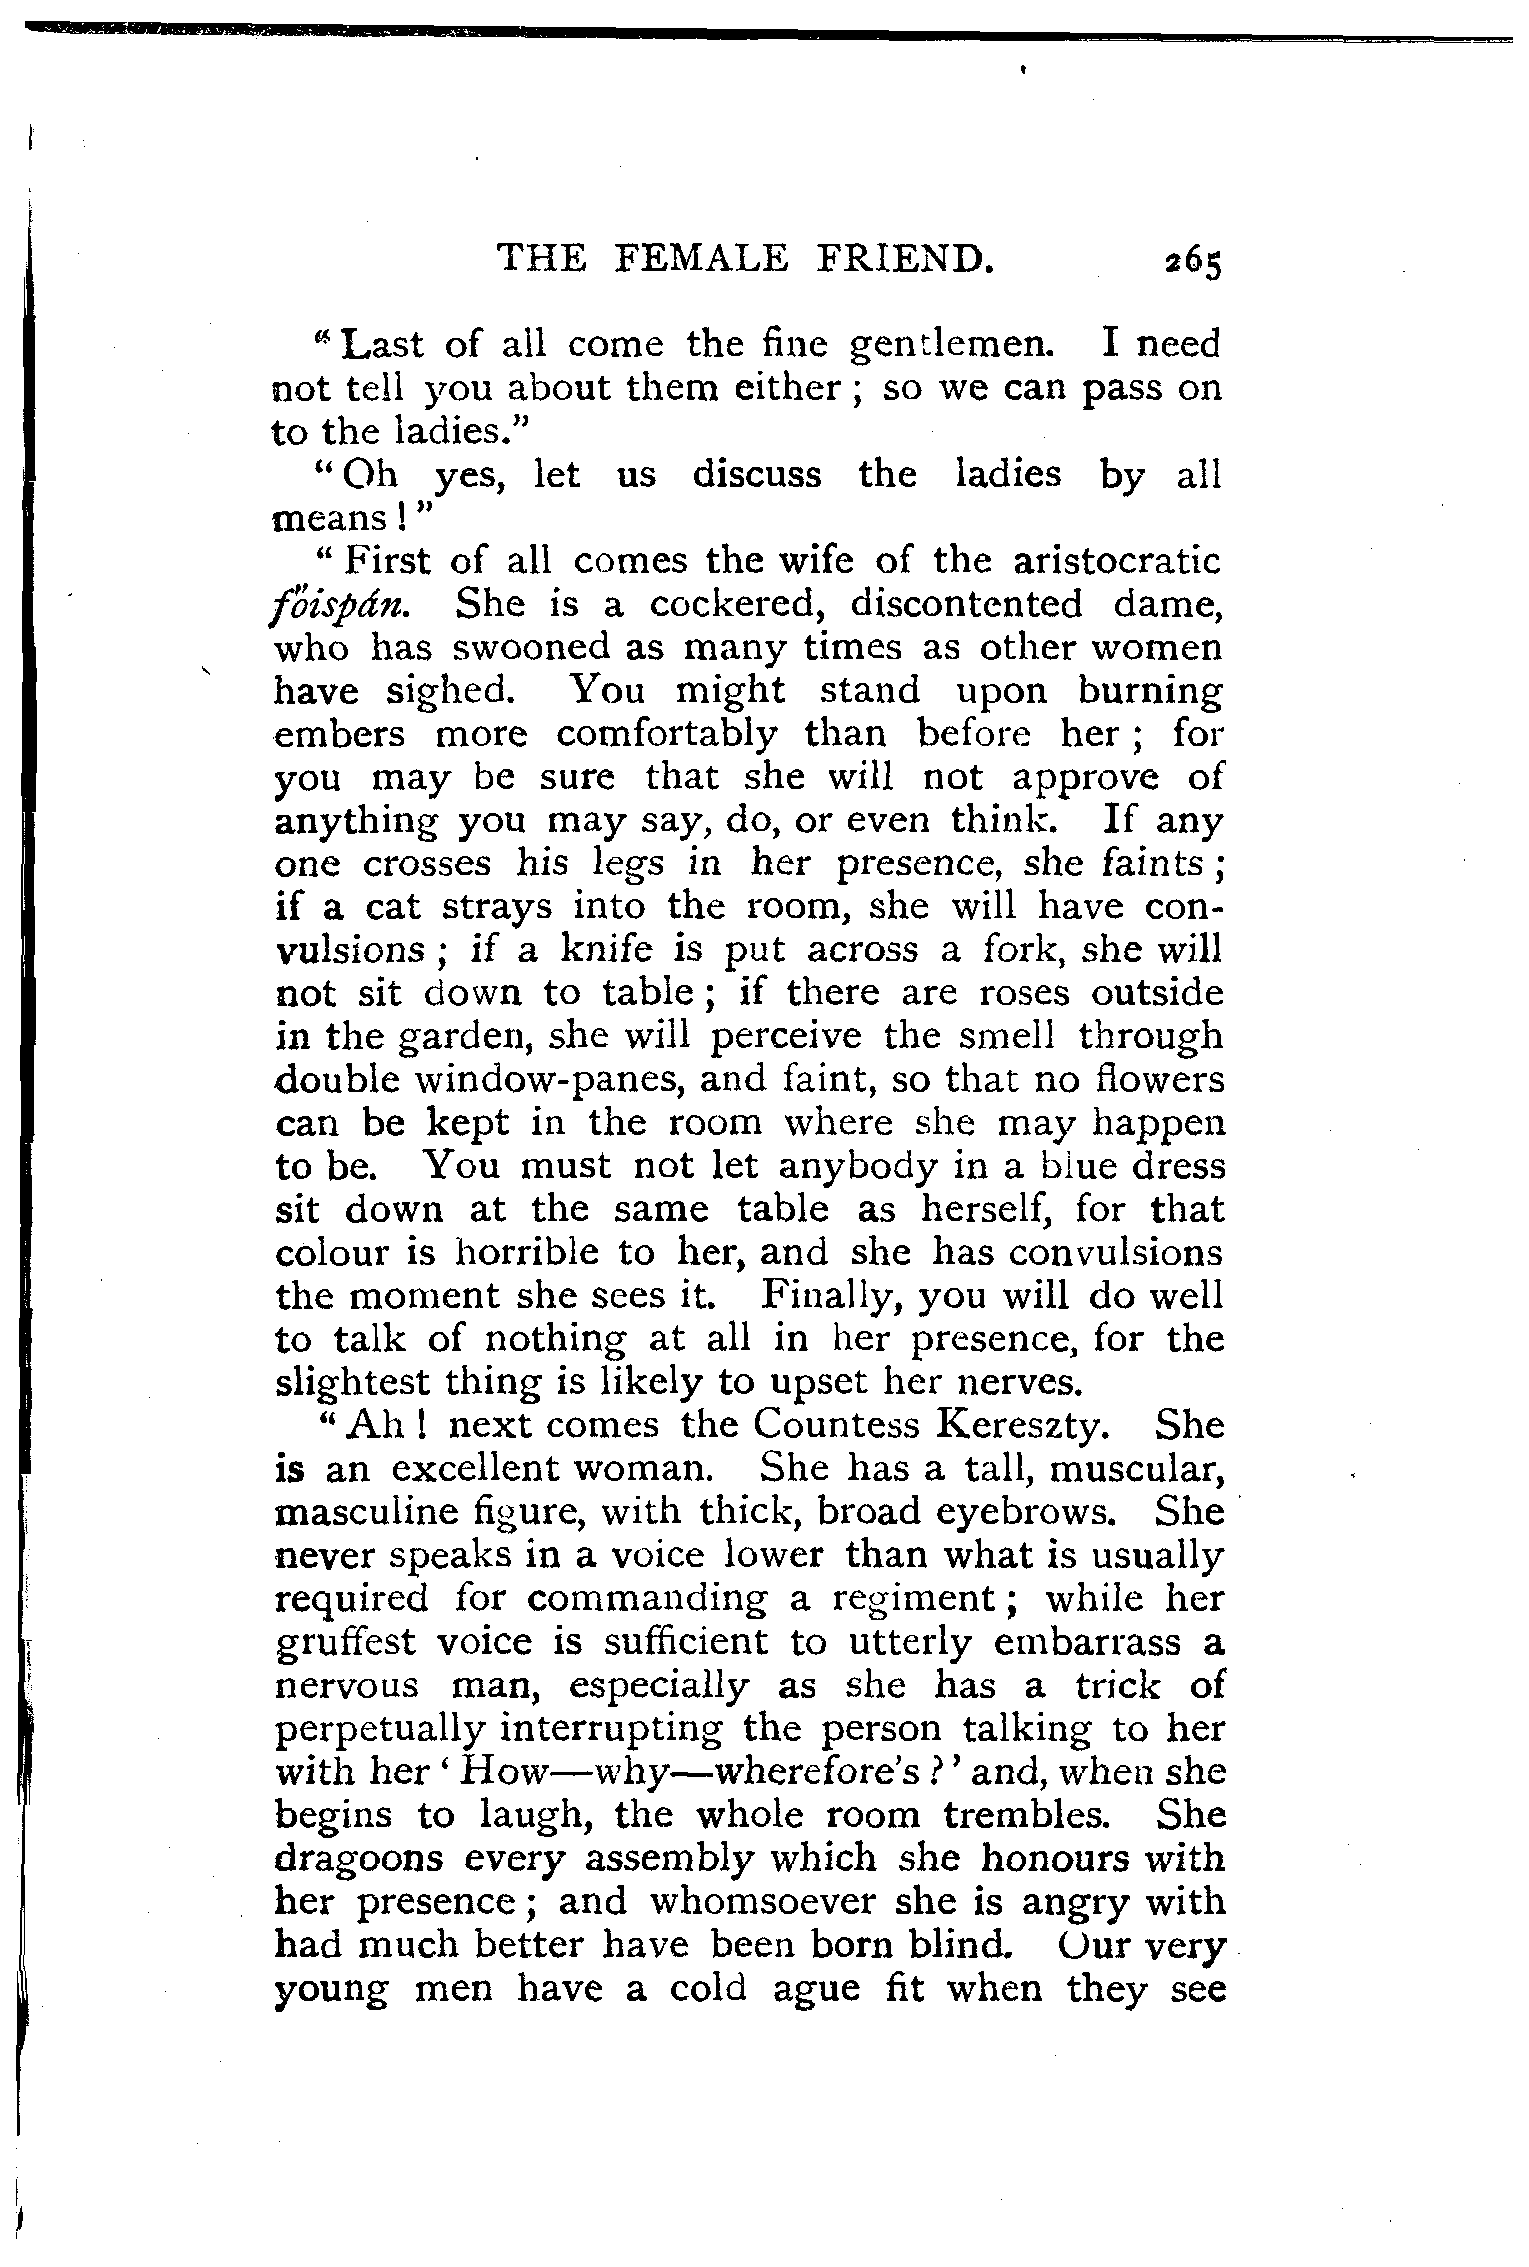 THE FEMALE FRIEND. 265
“Last of all come the fine gentlemen. I need
not tell you about them either; so we can pass on
to the ladies.”
“Oh yes, let us discuss the ladies by all
means!”
“First of all comes the wife of the aristocratic
főispán. She is a cockered, discontented dame,
who has swooned as many times as other women
have sighed. You might stand upon burning
embers more comfortably than before her; for
you may be sure that she will not approve of
anything you may say, do, or even think. If any
one crosses his legs in her presence, she faints;
if a cat strays into the room, she will have con-
vulsions; if a knife is put across a fork, she will
not sit down to table; if there are roses outside
in the garden, she will perceive the smell through
double window-panes, and faint, so that no flowers
can be kept in the room where she may happen
to be. You must not let anybody in a blue dress
sit down at the same table as herself, for that
colour is horrible to her, and she has convulsions
the moment she sees it. Finally, you will do well
to talk of nothing at all in her presence, for the
slightest thing is likely to upset her nerves.
“Ah! next comes the Countess Kereszty. She
is an excellent woman. She has a tall, muscular,
masculine figure, with thick, broad eyebrows. She
never speaks in a voice lower than what is usually
required for commanding a regiment; while her
gruffest voice is sufficient to utterly embarrass a
nervous man, especially as she has a trick of
perpetually interrupting the person talking to her
with her ‘How—why—wherefore's?’ and, when she
begins to laugh, the whole room trembles. She
dragoons every assembly which she honours with
her presence; and whomsoever she is angry with
had much better have been born blind. Our very
young men have a cold ague fit when they see